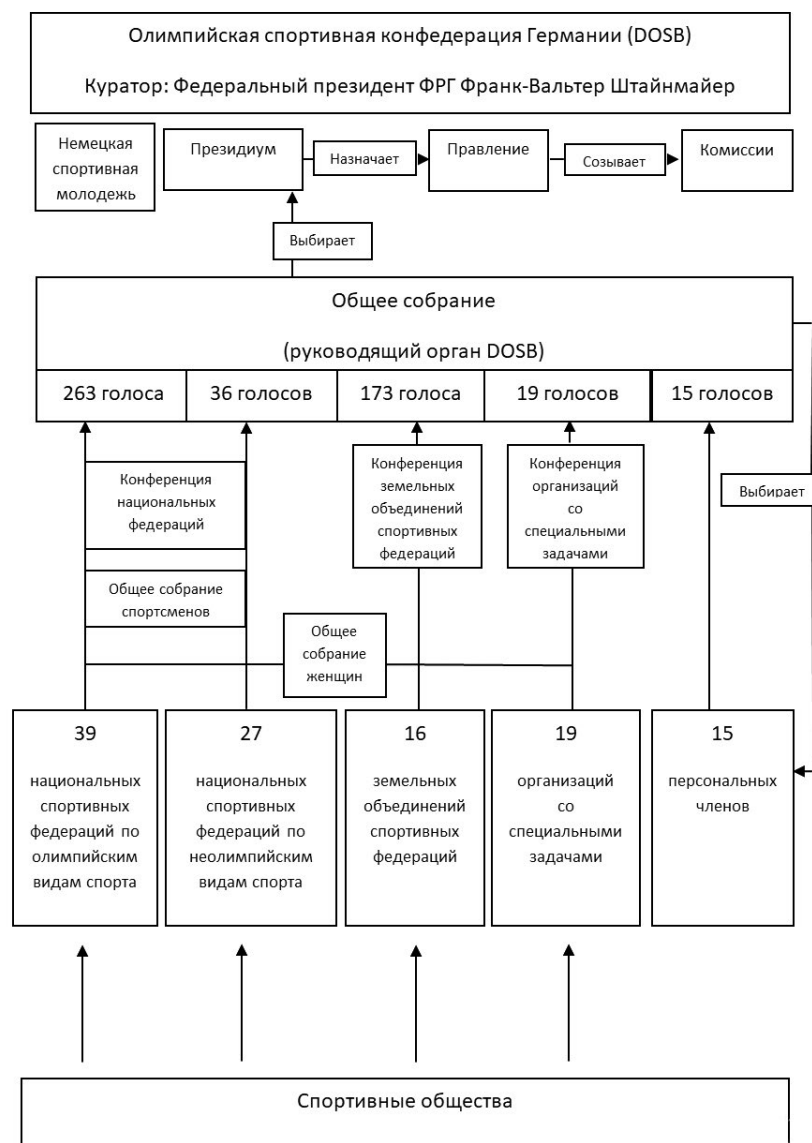 Олимпийская спортивная конфедерация Германии (DOSB)
Куратор: Федеральный президент ФРГ Франк-Вальтер Штайнмайер
Немецкая
спортивная
молодежь
Президиум
Назначает
Правление
Созывает
Комиссии
Выбирает
Общее собрание
(руководящий орган DOSB)
263 голоса
36 голосов
173 голоса
19 голосов
15 голосов
Конференция
национальных
федераций
Конференция
земельных
объединений
спортивных
федераций
Конференция
организаций
со
специальными
задачами
Выбирает
Общее собрание
спортсменов
Общее
собрание
женщин
39
национальных
спортивных
федераций по
олимпийским
видам спорта
27
национальных
спортивных
федераций по
неолимпийским
видам спорта
16
земельных
объединений
спортивных
федераций
19
организаций
со
специальными
задачами
15
персональных
членов
Спортивные общества